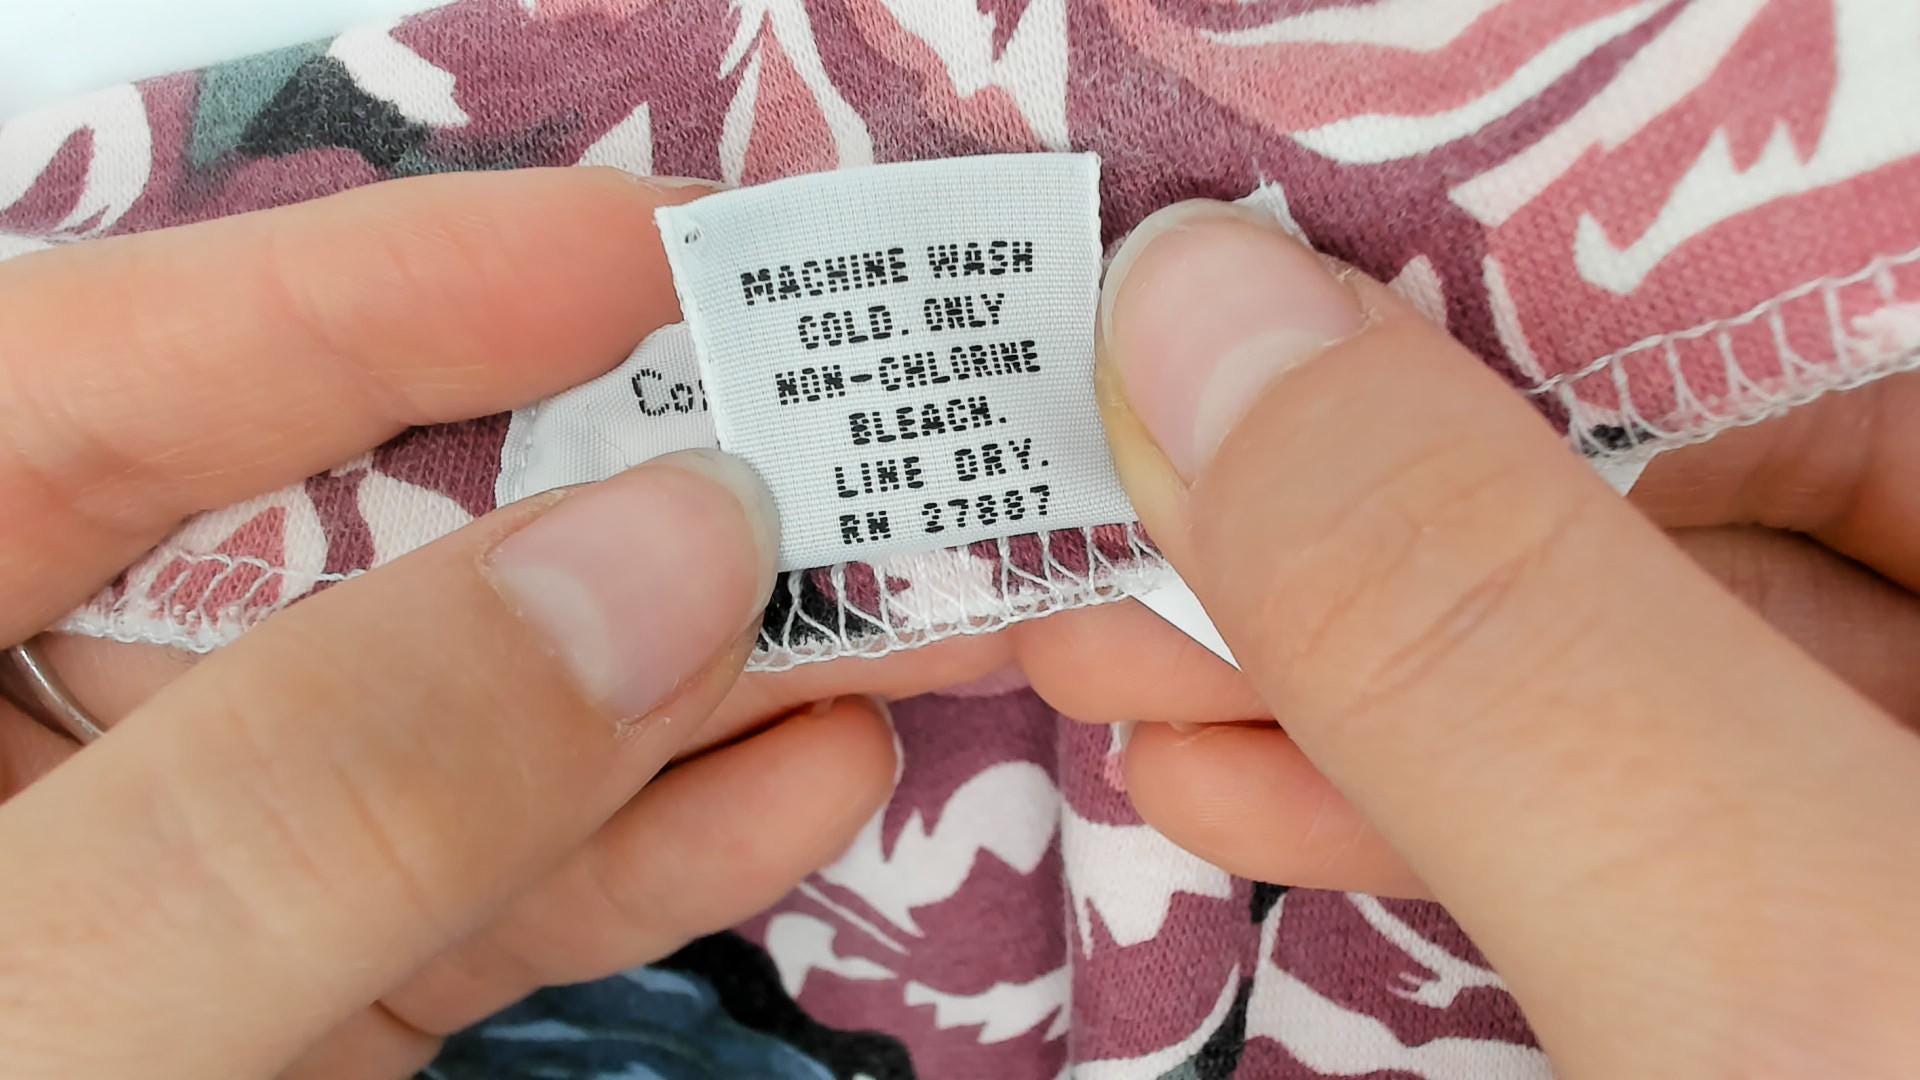 MACHINE WASH
COLD. ONLY
NON-CHLORINE
BLEACH.
LINE DRY.
RN 27887